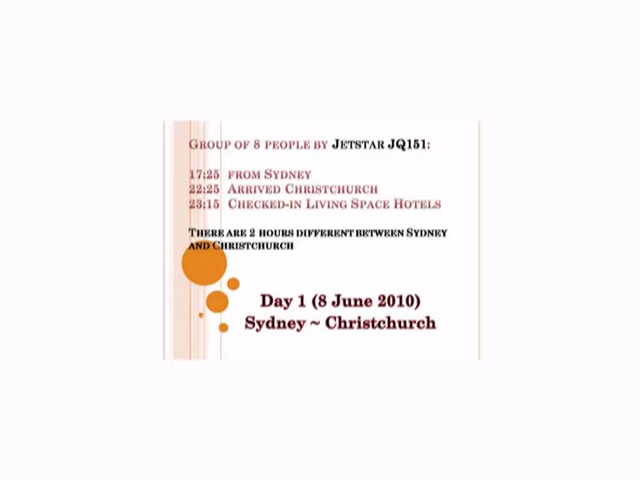 GROUP OF 8 PEOPLE BY JETSTAR JQ151:
17:25 FROM SYDNEY
22:25 ARRIVED CHRISTCHURCH
23:15 CHECKED-IN LIVING SPACE HOTELS
THERE ARE 2 HOURS DIFFERENT BETWEEN SYDNEY
AND CHRISTCHURCH
Day 1 (8 June 2010)
Sydney ~ Christchurch